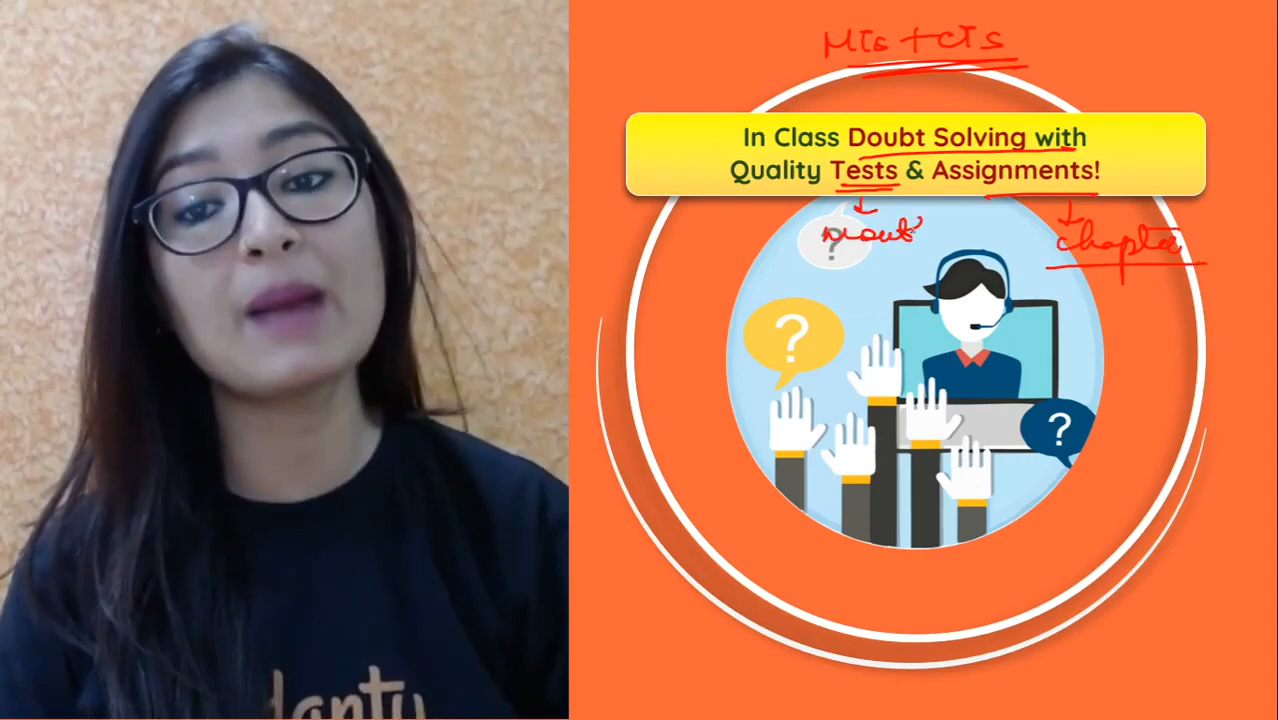 MTs + CTs
In Class Doubt Solving with
Quality Tests & Assignments!
?
chapter
?
?